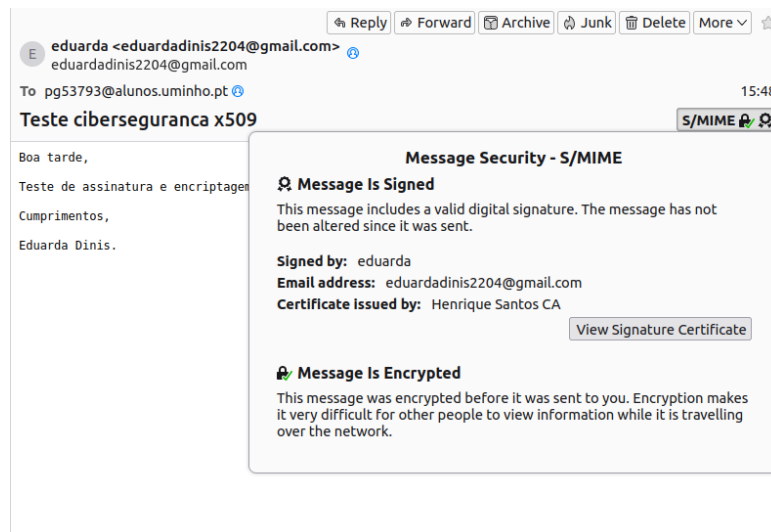 Reply Forward Archive Junk Delete More
E
eduarda <eduardadinis2204@gmail.com>
eduardadinis2204@gmail.com
To pg53793@alunos.uminho.pt 15:48
Teste ciberseguranca x509 S/MIME
Boa tarde,
Teste de assinatura e
Cumprimentos,
Eduarda Dinis.
Message Security - S/MIME
Message Is Signed
This message includes a valid digital signature. The message has not
been altered since it was sent.
Signed by: eduarda
Email address: eduardadinis2204@gmail.com
Certificate issued by: Henrique Santos CA
View Signature Certificate
Message Is Encrypted
This message was encrypted before it was sent to you. Encryption makes
it very difficult for other people to view information while it is travelling
over the network.